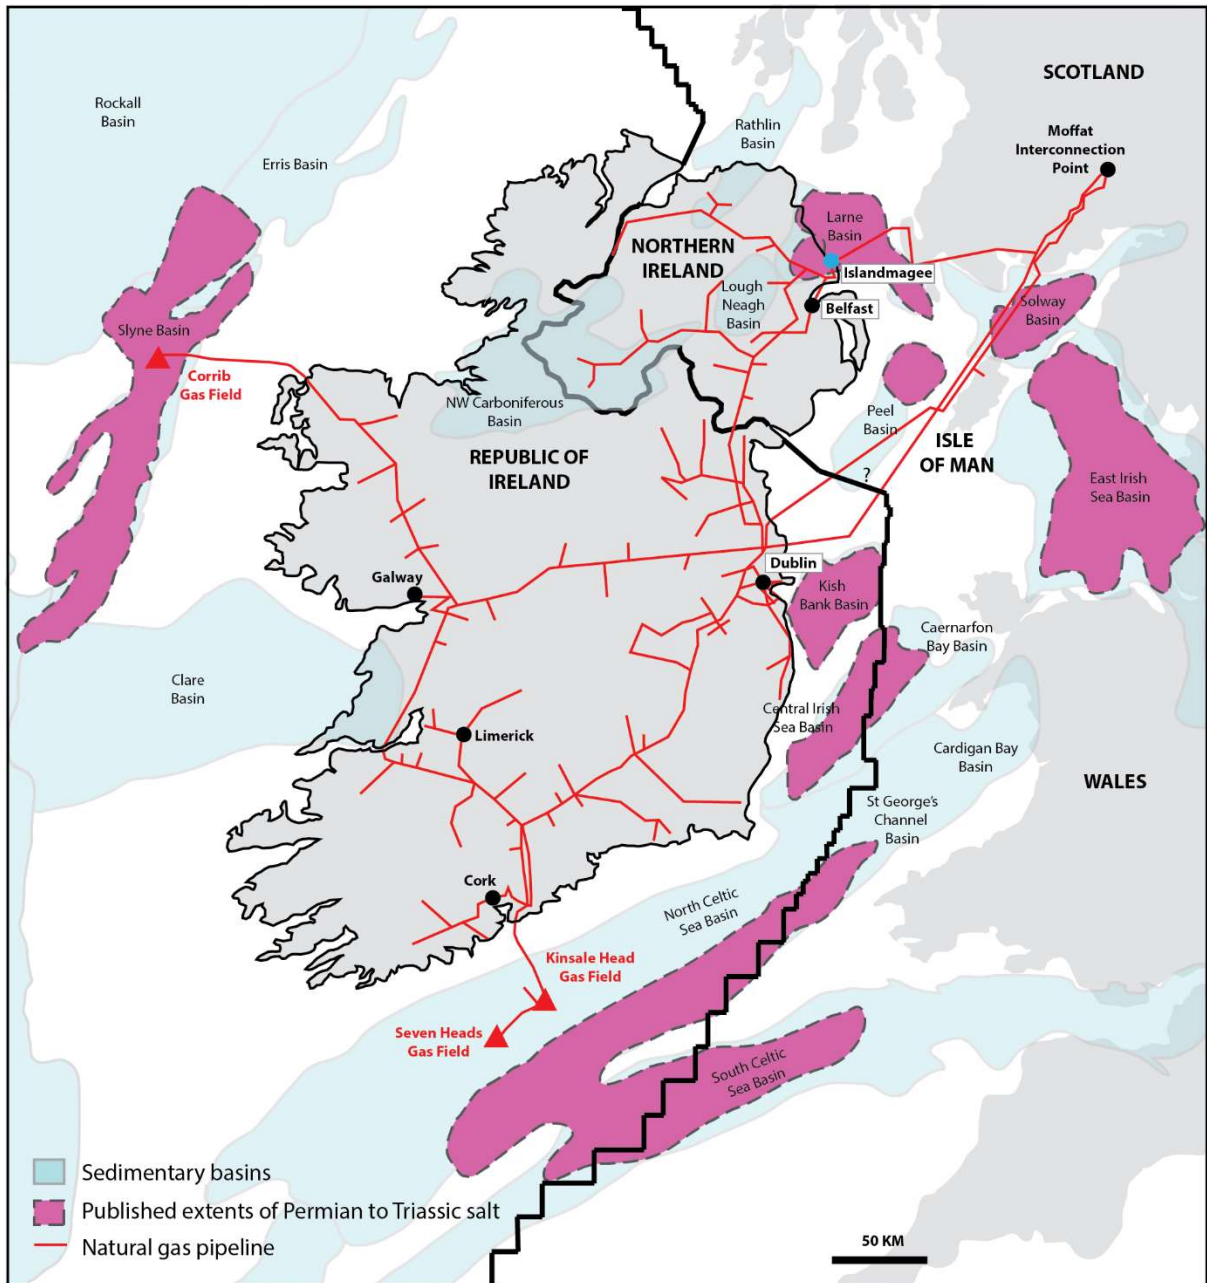 SCOTLAND
Rockall
Basin
Rathlin
Basin
Moffat
Interconnection
Point
Erris Basin
Larne
Basin
NORTHERN
IRELAND
Islandmagee
Lough
Neagh
Basin
Belfast
Solway
Basin
Slyne Basin
Corrib
Gas Field
NW Carboniferous
Basin
Peel
Basin
ISLE
OF MAN
REPUBLIC OF
IRELAND
?
East Irish
Sea Basin
Dublin
Galway
Kish
Bank Basin
Caernarfon
Bay Basin
Clare
Basin
Central Irish
Sea Basin
Limerick
Cardigan Bay
Basin
WALES
St George's
Channel
Basin
Cork
North Celtic
Sea Basin
Kinsale Head
Gas Field
Seven Heads
Gas Field
South Celtic
Sea Basin
Sedimentary basins
Published extents of Permian to Triassic salt
Natural gas pipeline
50 KM